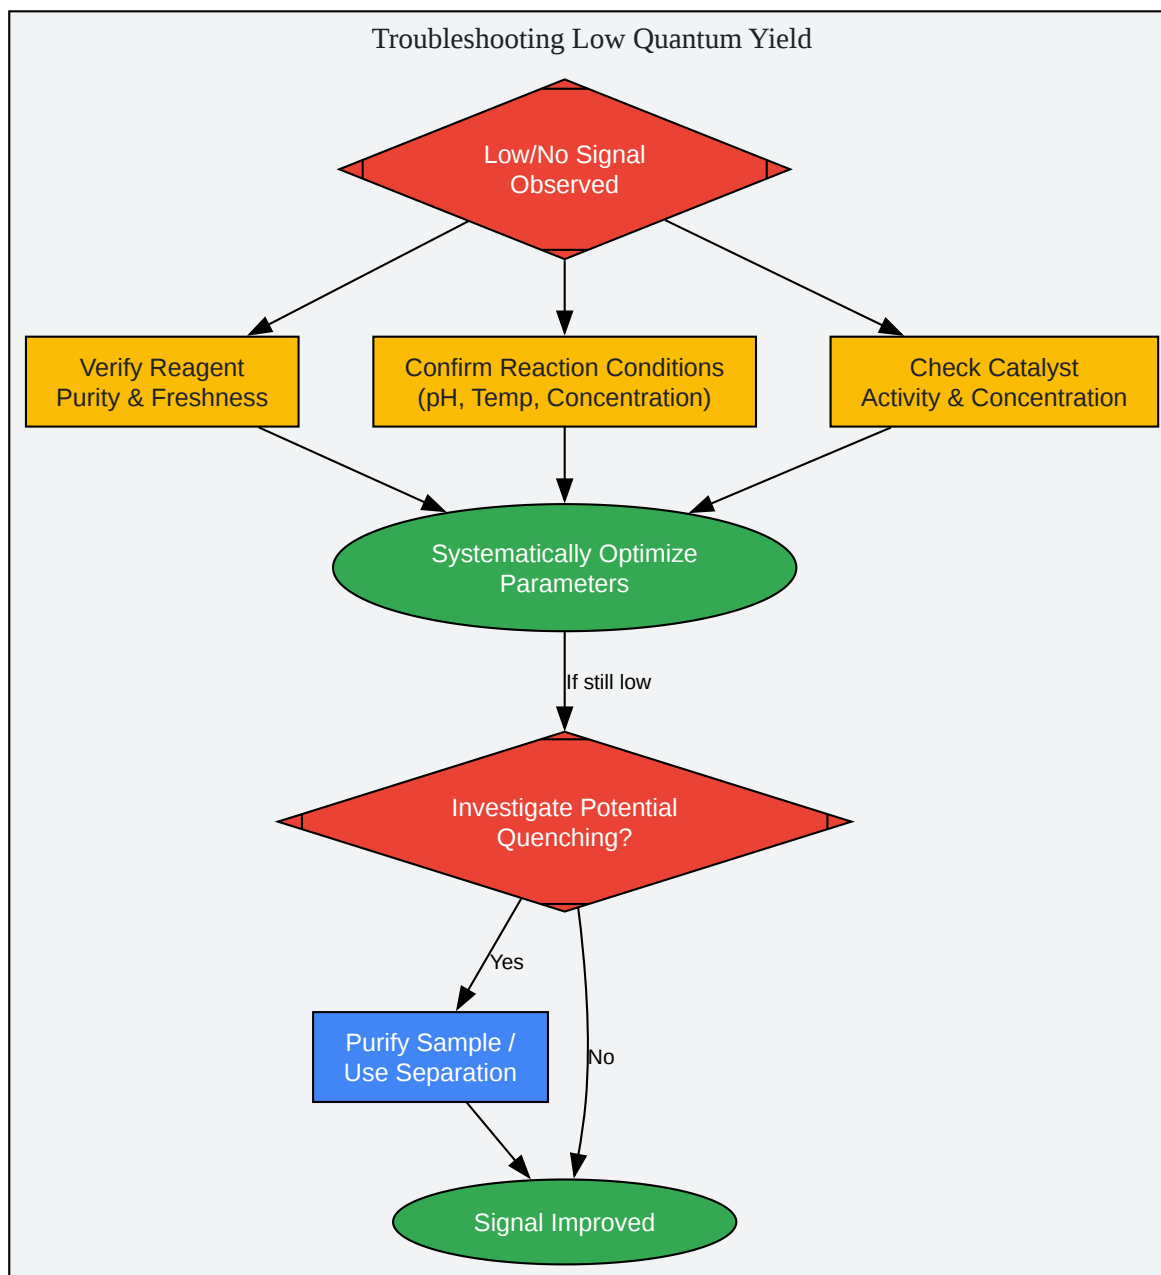 Troubleshooting Low Quantum Yield
Low/No Signal
Observed
Verify Reagent
Purity & Freshness
Confirm Reaction Conditions
(pH, Temp, Concentration)
Check Catalyst
Activity & Concentration
Systematically Optimize
Parameters
If still low
Investigate Potential
Quenching?
Yes
Purify Sample /
Use Separation
No
Signal Improved